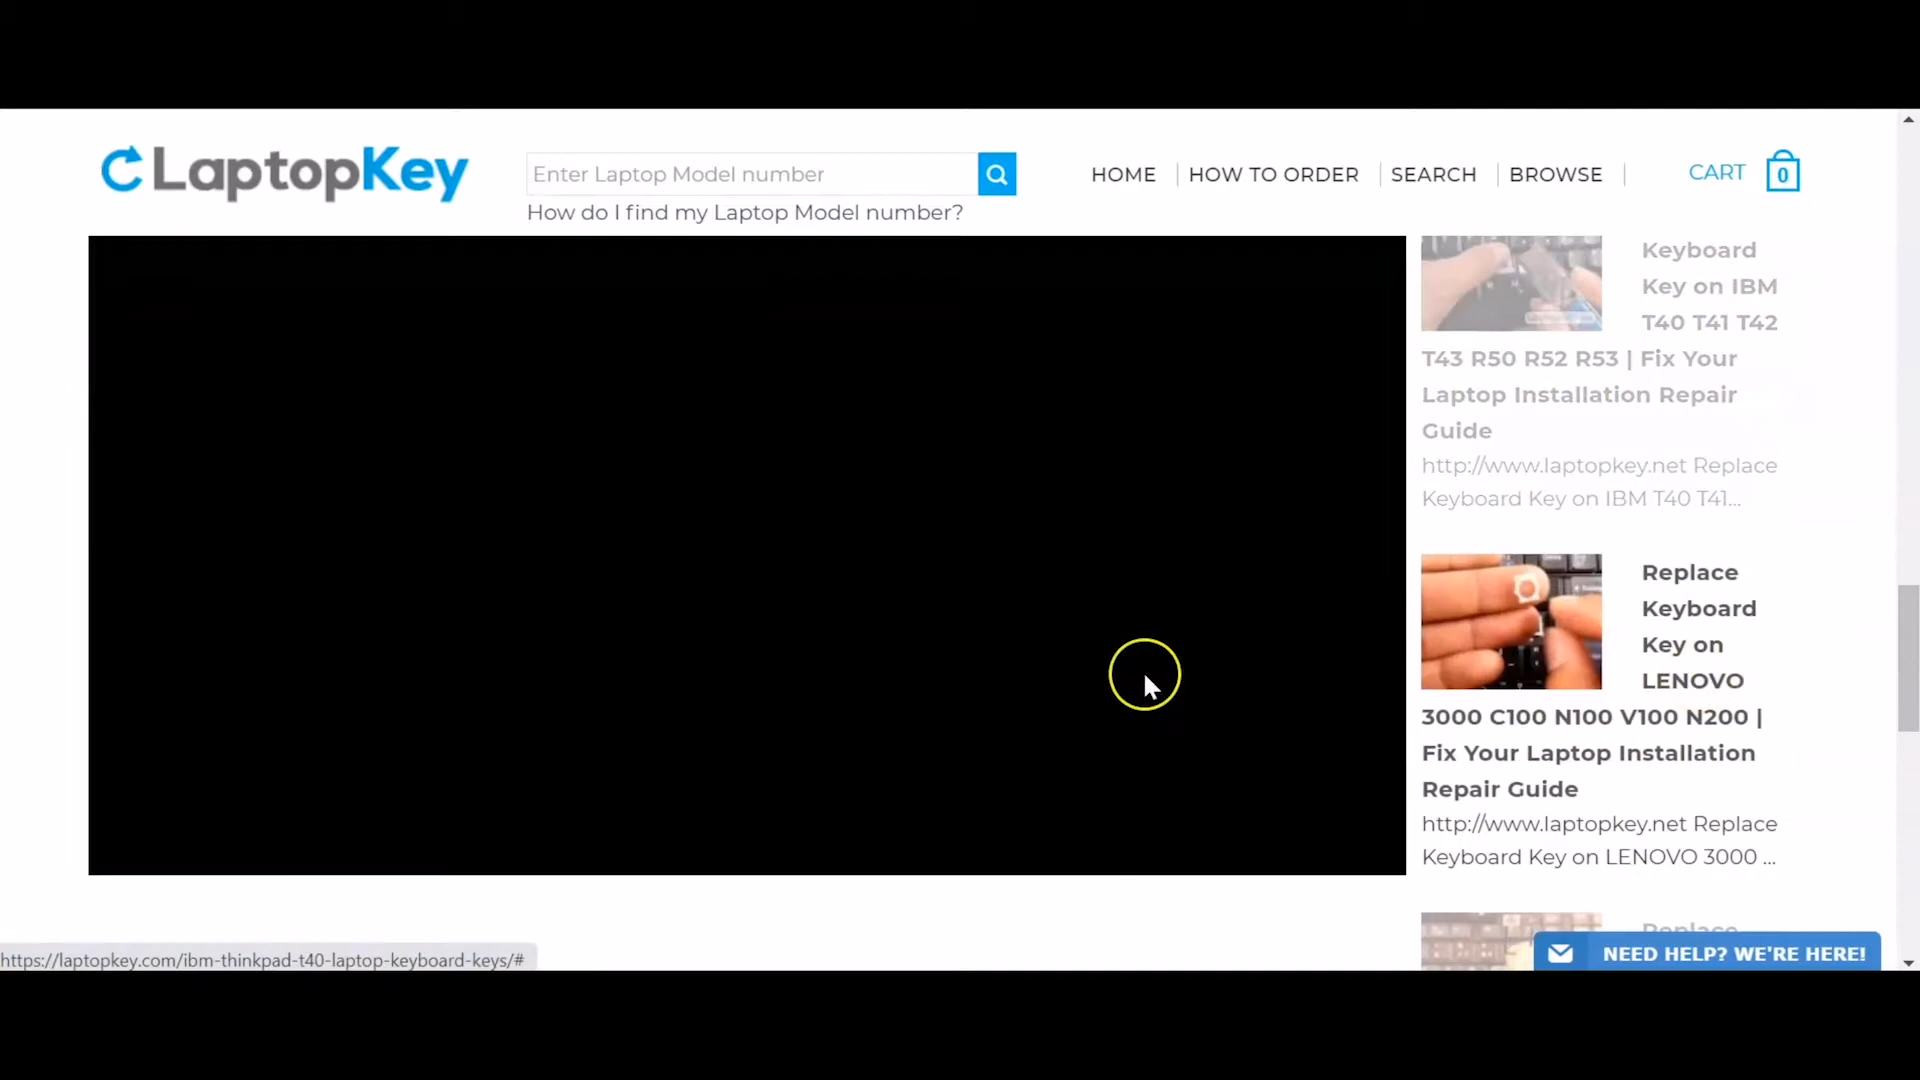 LaptopKey
Enter Laptop Model number
HOME
HOW TO ORDER
SEARCH
BROWSE
CART
0
How do I find my Laptop Model number?
Keyboard
Key on IBM
T40 T41 T42
T43 R50 R52 R53 | Fix Your
Laptop Installation Repair
Guide
http://www.laptopkey.net Replace
Keyboard Key on IBM T40 T41...
Replace
Keyboard
Key on
LENOVO
3000 C100 N100 V100 N200 |
Fix Your Laptop Installation
Repair Guide
http://www.laptopkey.net Replace
Keyboard Key on LENOVO 3000 ...
Replace
NEED HELP? WE'RE HERE!
https://laptopkey.com/ibm-thinkpad-t40-laptop-keyboard-keys/#